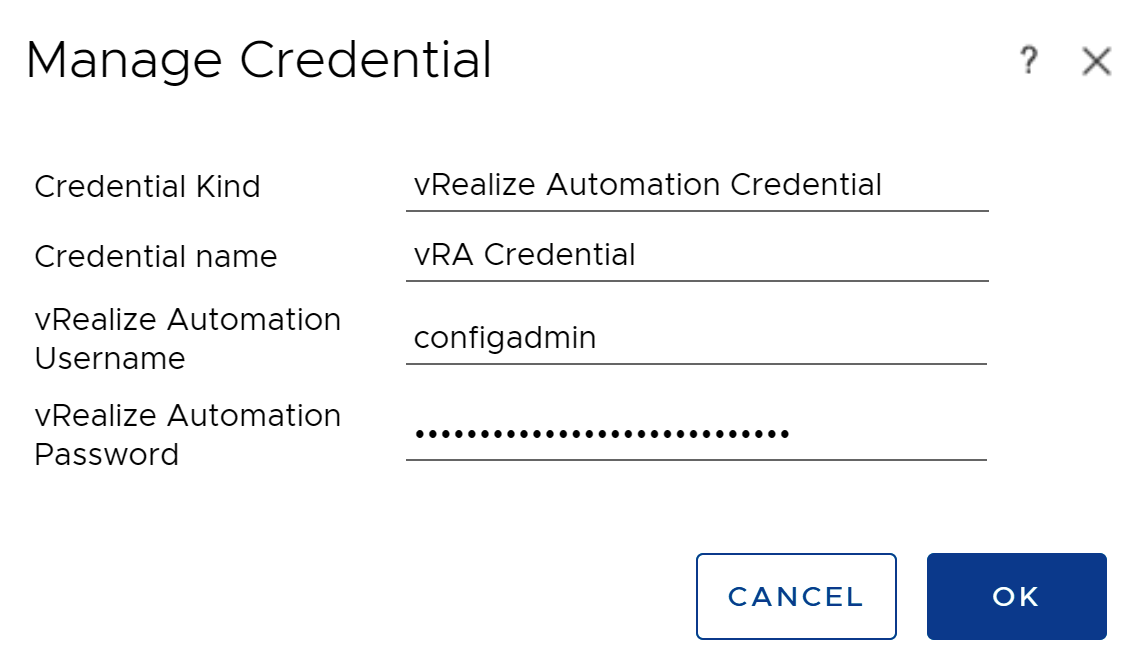 Manage Credential
?
Credential Kind
vRealize Automation Credential
Credential name
vRA Credential
vRealize Automation
Username
configadmin
vRealize Automation
Password
•••••••••••••••••••••••••••••
CANCEL
OK